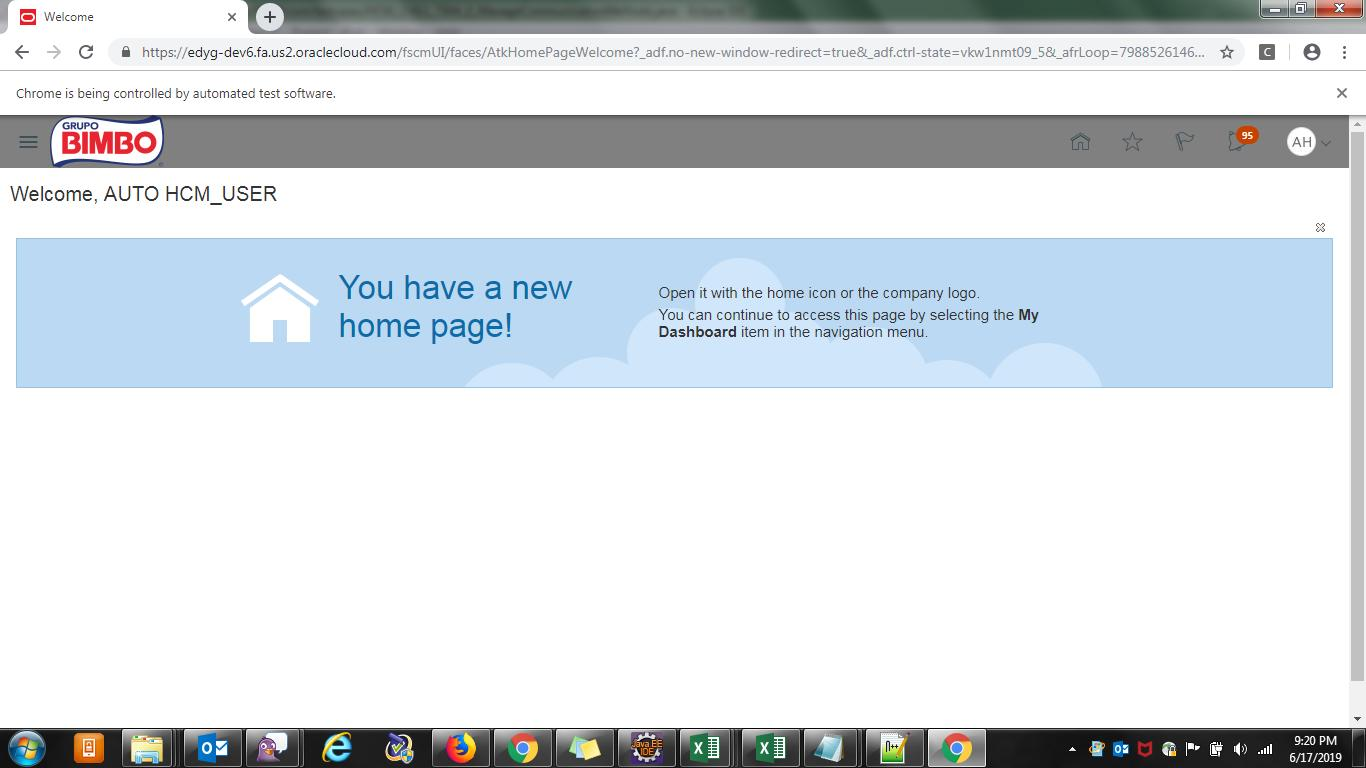 Welcome
https://edyg-dev6.fa.us2.oraclecloud.com/fscmUI/faces/AtkHomePageWelcome?_adf.no-new-window-redirect=true&_adf.ctrl-state=vkw1nmt09_5&_afrLoop=7988526146...
C
Chrome is being controlled by automated test software.
GRUPO
BIMBO
95
AH
Welcome, AUTO HCM_USER
You have a new
home page!
Open it with the home icon or the company logo.
You can continue to access this page by selecting the My
Dashboard item in the navigation menu.
Java EE
IDE
9:20 PM
6/17/2019